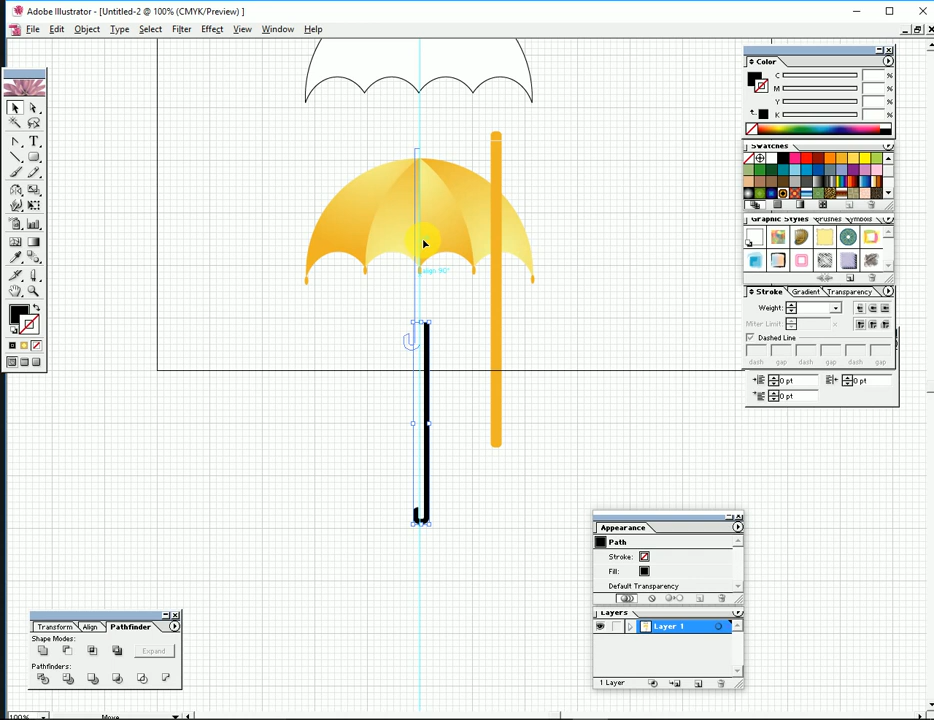 Adobe Illustrator - [Untitled-2 @ 100% (CMYK/Preview) ]
File Edit Object Type Select Filter Effect View Window Help
Color
C %
M %
Y %
K %
Swatches
Graphic Styles Brushes Symbols
align 90°
Stroke Gradient Transparency
Weight:
Miter Limit: x
Dashed Line
dash gap dash gap dash gap
0 pt 0 pt
0 pt
Appearance
Path
Stroke:
Fill:
Default Transparency
Layers
Layer 1
1 Layer
Transform Align Pathfinder
Shape Modes:
Expand
Pathfinders:
100% Move